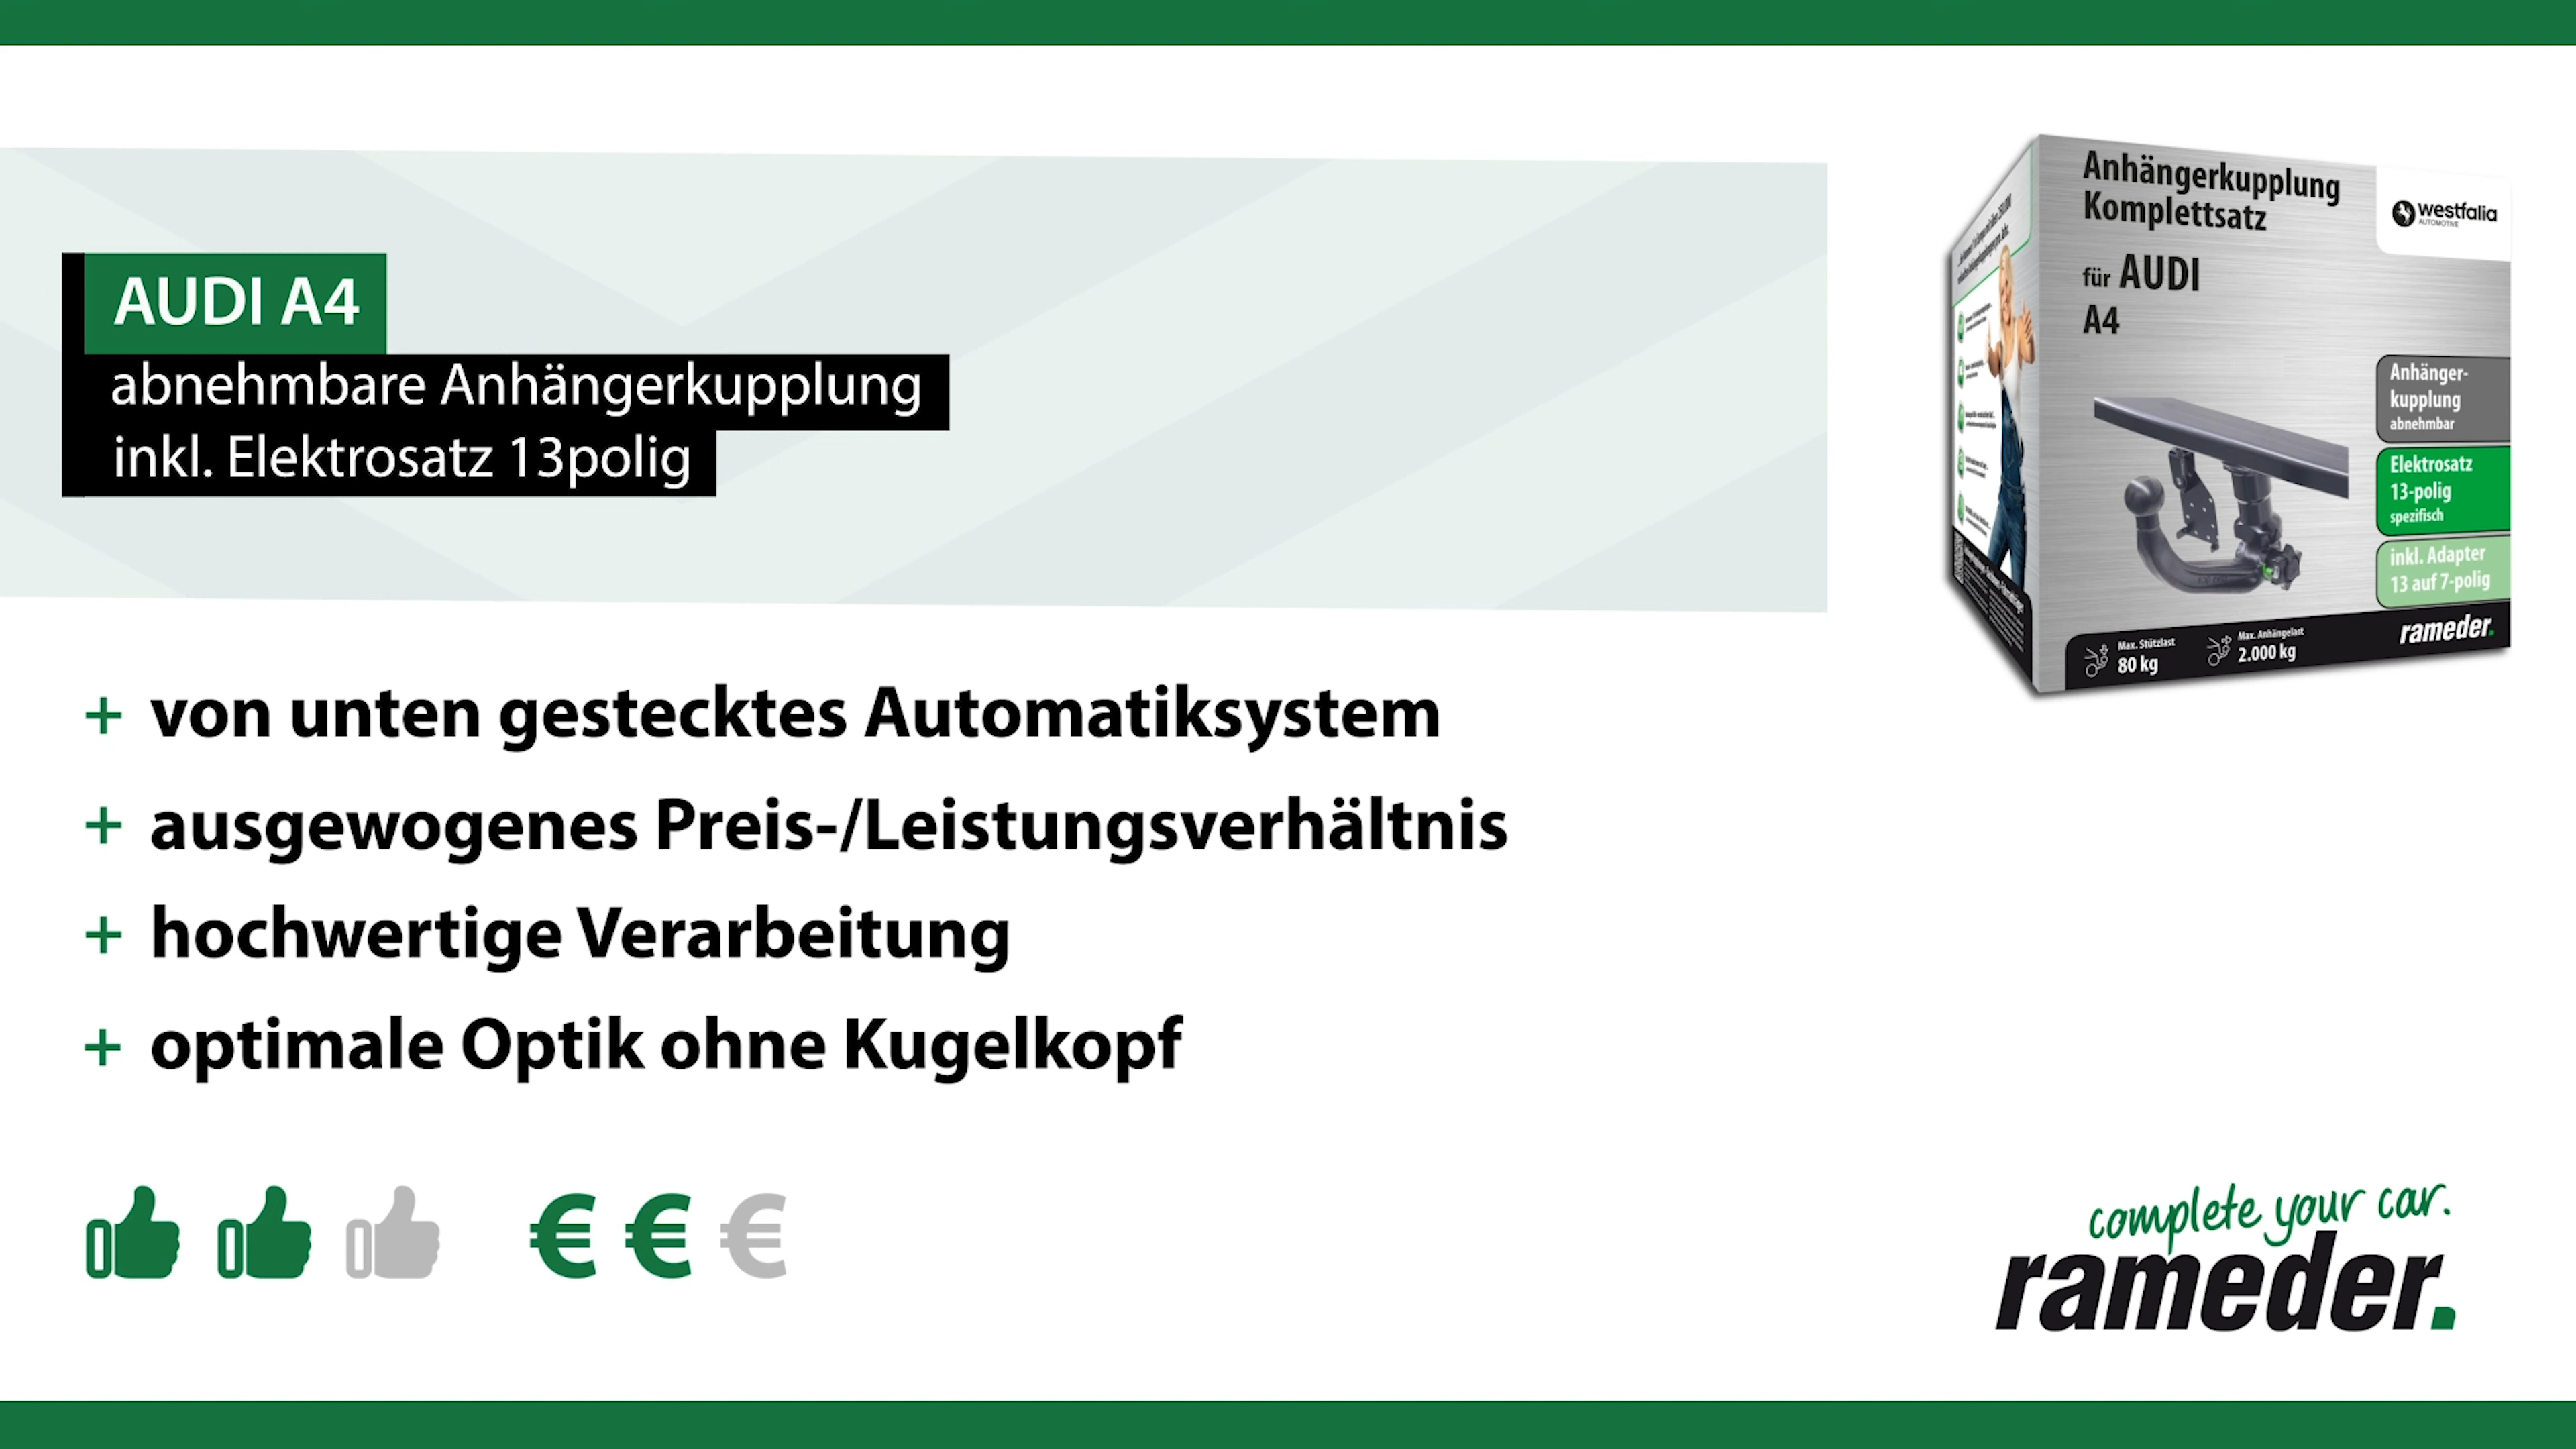 AUDI A4
abnehmbare Anhängerkupplung
inkl. Elektrosatz 13polig
Anhängerkupplung
Komplettsatz
westfalia
AUTOMOTIVE
für AUDI
A4
Anhänger-
kupplung
abnehmbar
Elektrosatz
13-polig
spezifisch
inkl. Adapter
13 auf 7-polig
Max. Stützlast
80 kg
Max. Anhängelast
2.000 kg
rameder.
+ von unten gestecktes Automatiksystem
+ ausgewogenes Preis-/Leistungsverhältnis
+ hochwertige Verarbeitung
+ optimale Optik ohne Kugelkopf
€ € €
complete your car.
rameder.